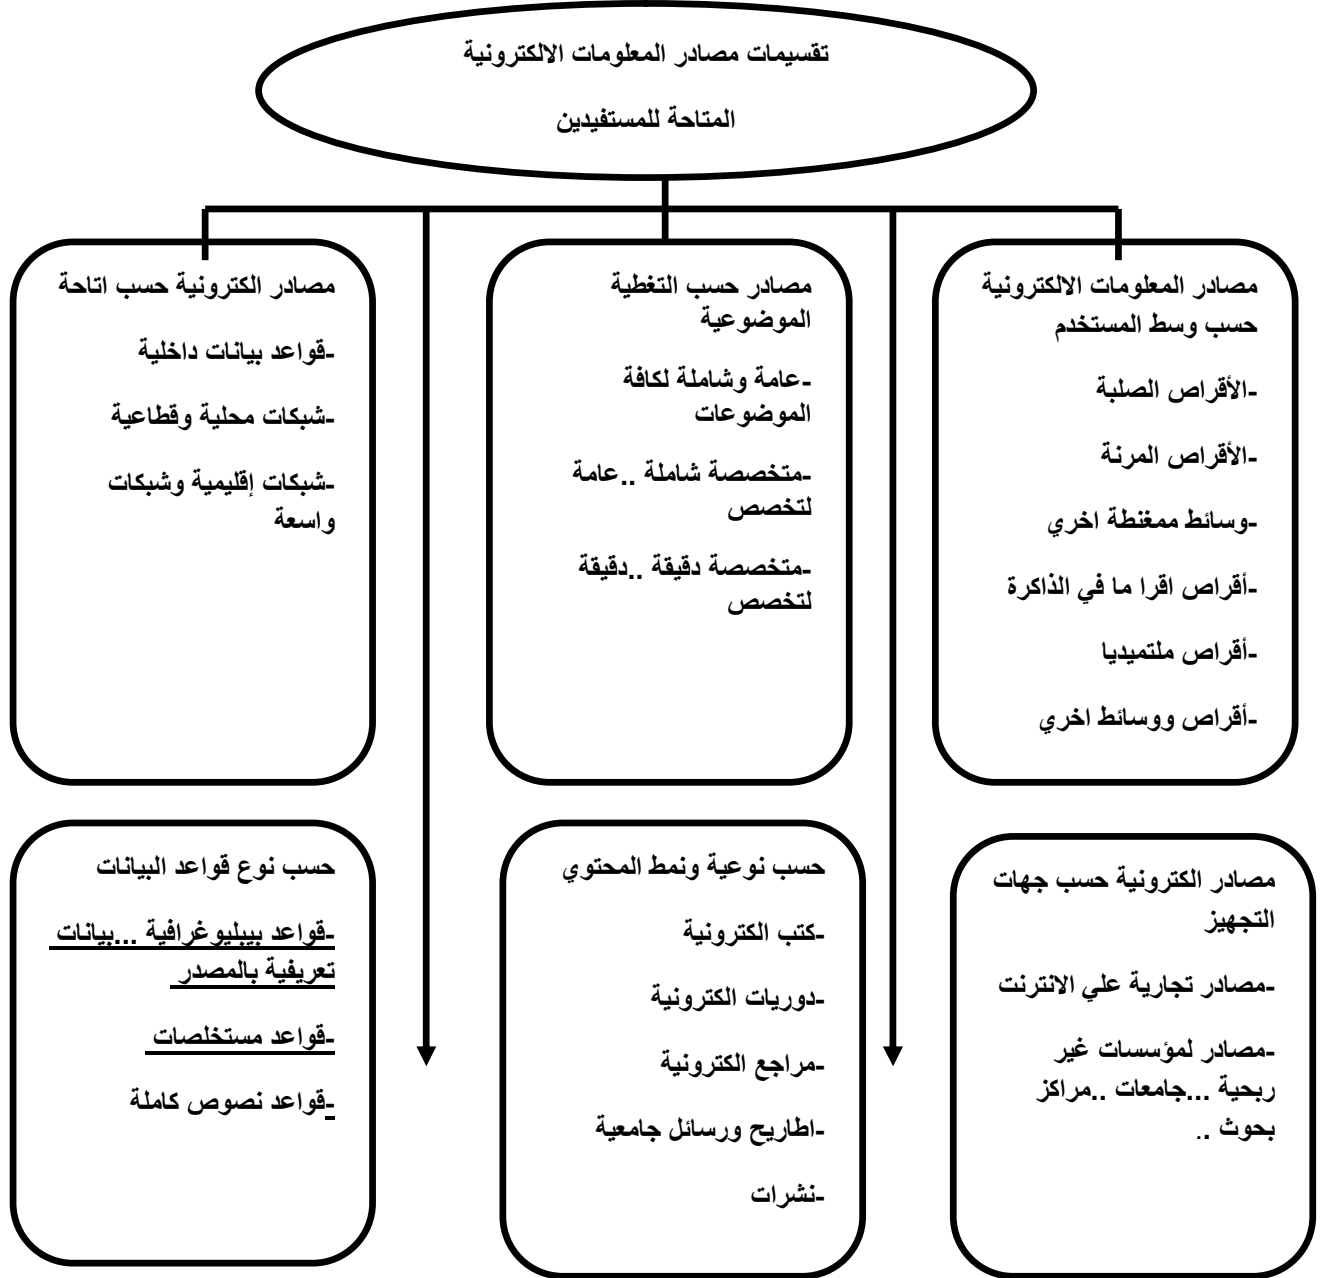 تقسيمات مصادر المعلومات الالكترونية
المتاحة للمستفيدين
مصادر المعلومات الالكترونية
حسب وسط المستخدم
-الأقراص الصلبة
-الأقراص المرنة
-وسائط ممغنطة اخري
-أقراص اقرا ما في الذاكرة
-أقراص ملتميديا
-أقراص ووسائط اخري
مصادر حسب التغطية
الموضوعية
-عامة وشاملة لكافة
الموضوعات
-متخصصة شاملة ..عامة
لتخصص
-متخصصة دقيقة ..دقيقة
لتخصص
مصادر الكترونية حسب اتاحة
-قواعد بيانات داخلية
-شبكات محلية وقطاعية
-شبكات إقليمية وشبكات
واسعة
مصادر الكترونية حسب جهات
التجهيز
-مصادر تجارية علي الانترنت
-مصادر لمؤسسات غير
ربحية ...جامعات ..مراكز
بحوث ..
حسب نوعية ونمط المحتوي
-كتب الكترونية
-دوريات الكترونية
-مراجع الكترونية
-اطاريح ورسائل جامعية
-نشرات
حسب نوع قواعد البيانات
-قواعد بيبليوغرافية ...بيانات
تعريفية بالمصدر
-قواعد مستخلصات
-قواعد نصوص كاملة